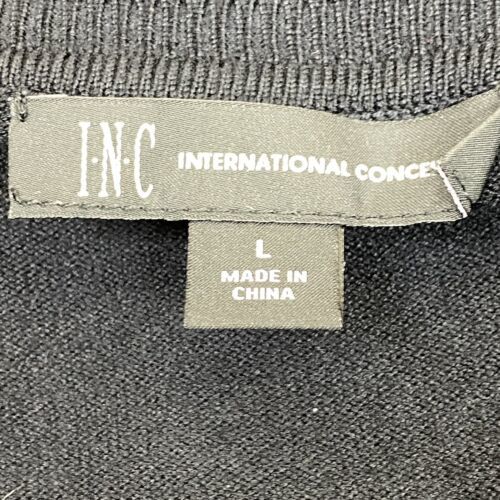 I·N·C INTERNATIONAL CONCE
L
MADE IN
CHINA